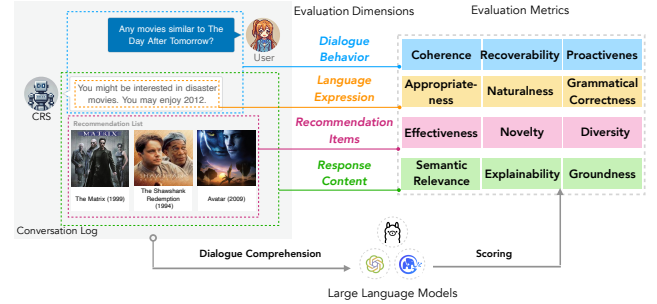 Evaluation Dimensions
Evaluation Metrics
Any movies similar to The
Day After Tomorrow?
User
CRS
You might be interested in disaster
movies. You may enjoy 2012.
Recommendation List
MATRIX
SHAWSHANK
The Matrix (1999)
The Shawshank
Redemption
(1994)
Avatar (2009)
Conversation Log
Dialogue
Behavior
Language
Expression
Recommendation
Items
Response
Content
Coherence
Recoverability
Proactivenes
Appropriate-
ness
Naturalness
Grammatical
Correctness
Effectiveness
Novelty
Diversity
Semantic
Relevance
Explainability
Groundness
Dialogue Comprehension
Scoring
Large Language Models